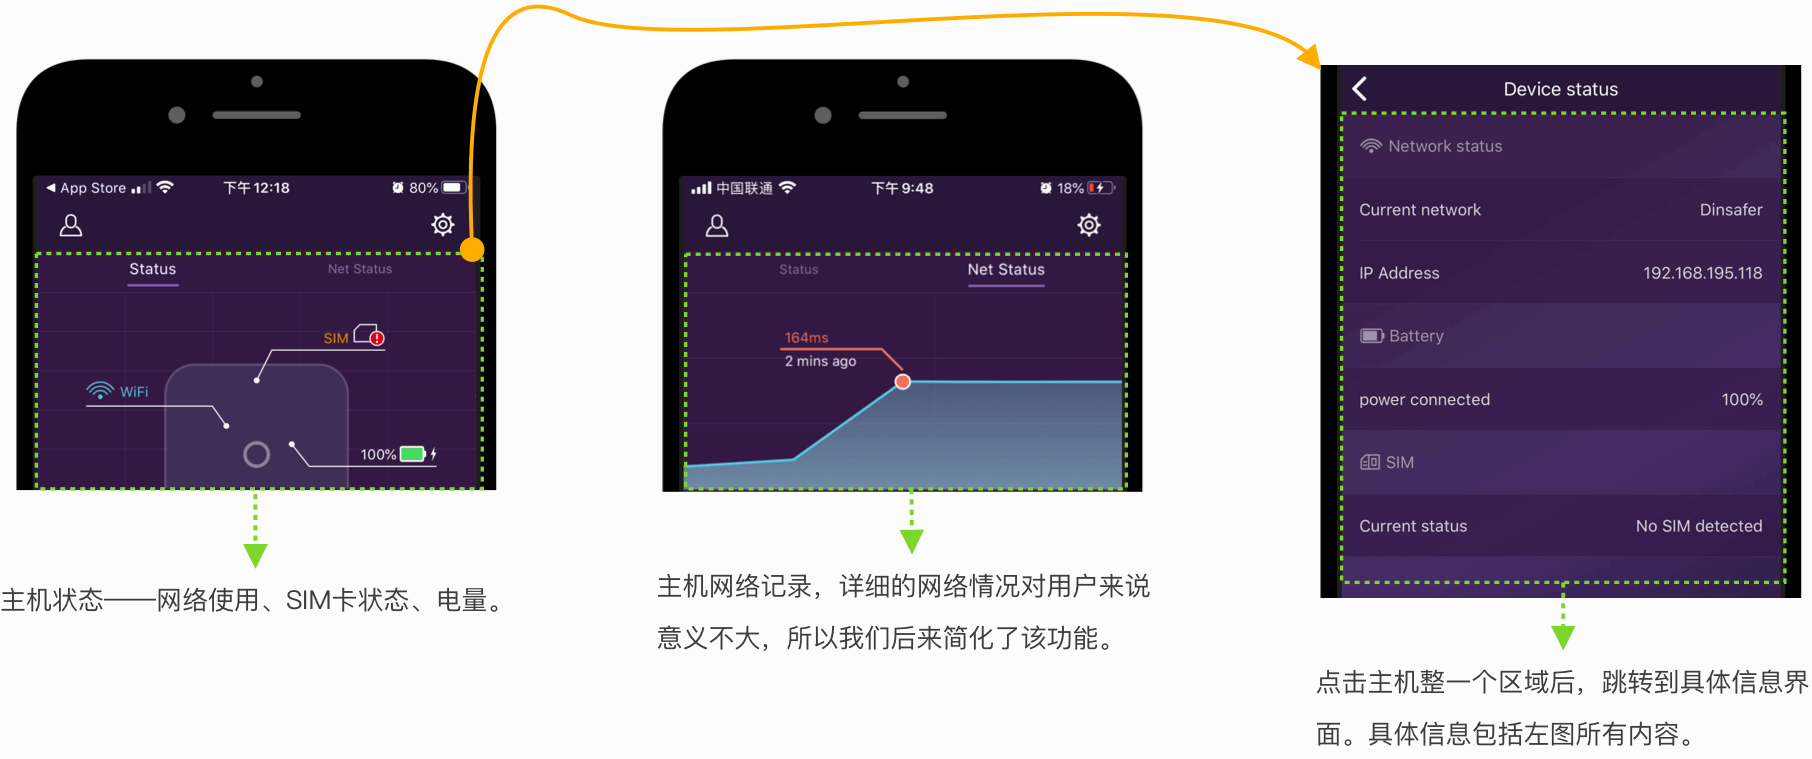 App Store
下午 12:18
80%
Status
Net Status
SIM
WiFi
100%
主机状态——网络使用、SIM卡状态、电量。
中国联通
下午 9:48
18%
Status
Net Status
164ms
2 mins ago
主机网络记录，详细的网络情况对用户来说
意义不大，所以我们后来简化了该功能。
Device status
Network status
Current network Dinsafer
IP Address 192.168.195.118
Battery
power connected 100%
SIM
Current status No SIM detected
点击主机整一个区域后，跳转到具体信息界
面。具体信息包括左图所有内容。